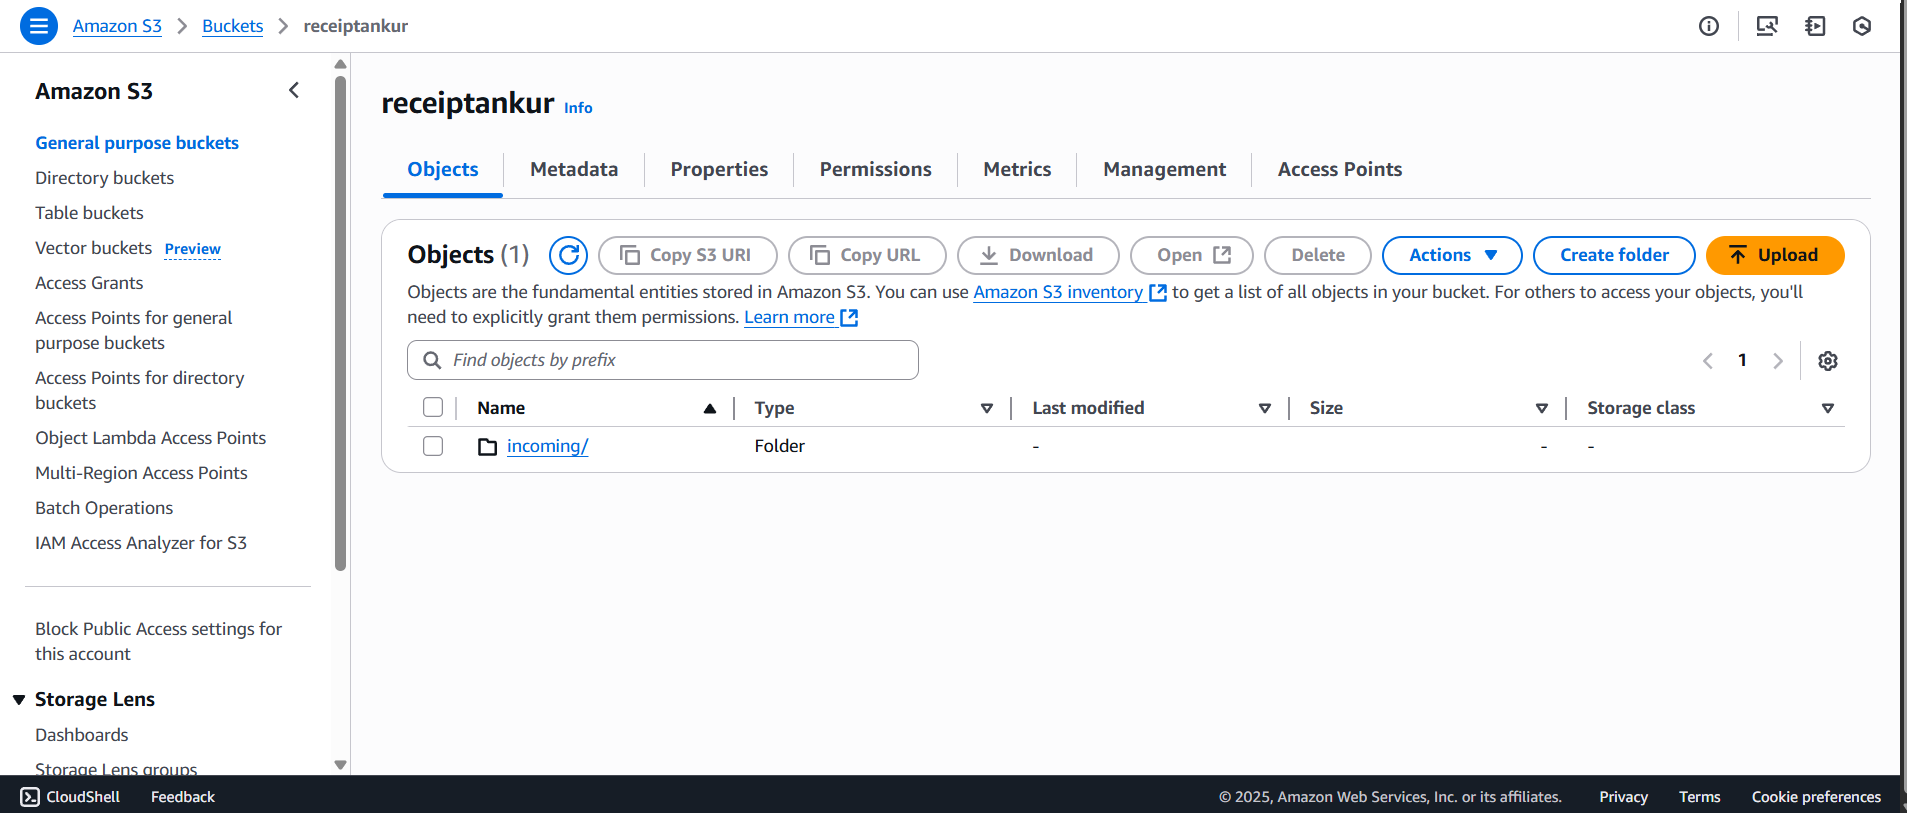 Amazon S3 > Buckets > receiptankur
Amazon S3
General purpose buckets
Directory buckets
Table buckets
Vector buckets Preview
Access Grants
Access Points for general
purpose buckets
Access Points for directory
buckets
Object Lambda Access Points
Multi-Region Access Points
Batch Operations
IAM Access Analyzer for S3
Block Public Access settings for
this account
Storage Lens
Dashboards
Storage Lens groups
receiptankur Info
Objects Metadata Properties Permissions Metrics Management Access Points
Objects (1) Copy S3 URI Copy URL Download Open Delete Actions Create folder Upload
Objects are the fundamental entities stored in Amazon S3. You can use Amazon S3 inventory to get a list of all objects in your bucket. For others to access your objects, you'll
need to explicitly grant them permissions. Learn more
Find objects by prefix 1
Name Type Last modified Size Storage class
incoming/ Folder - - -
CloudShell Feedback © 2025, Amazon Web Services, Inc. or its affiliates. Privacy Terms Cookie preferences